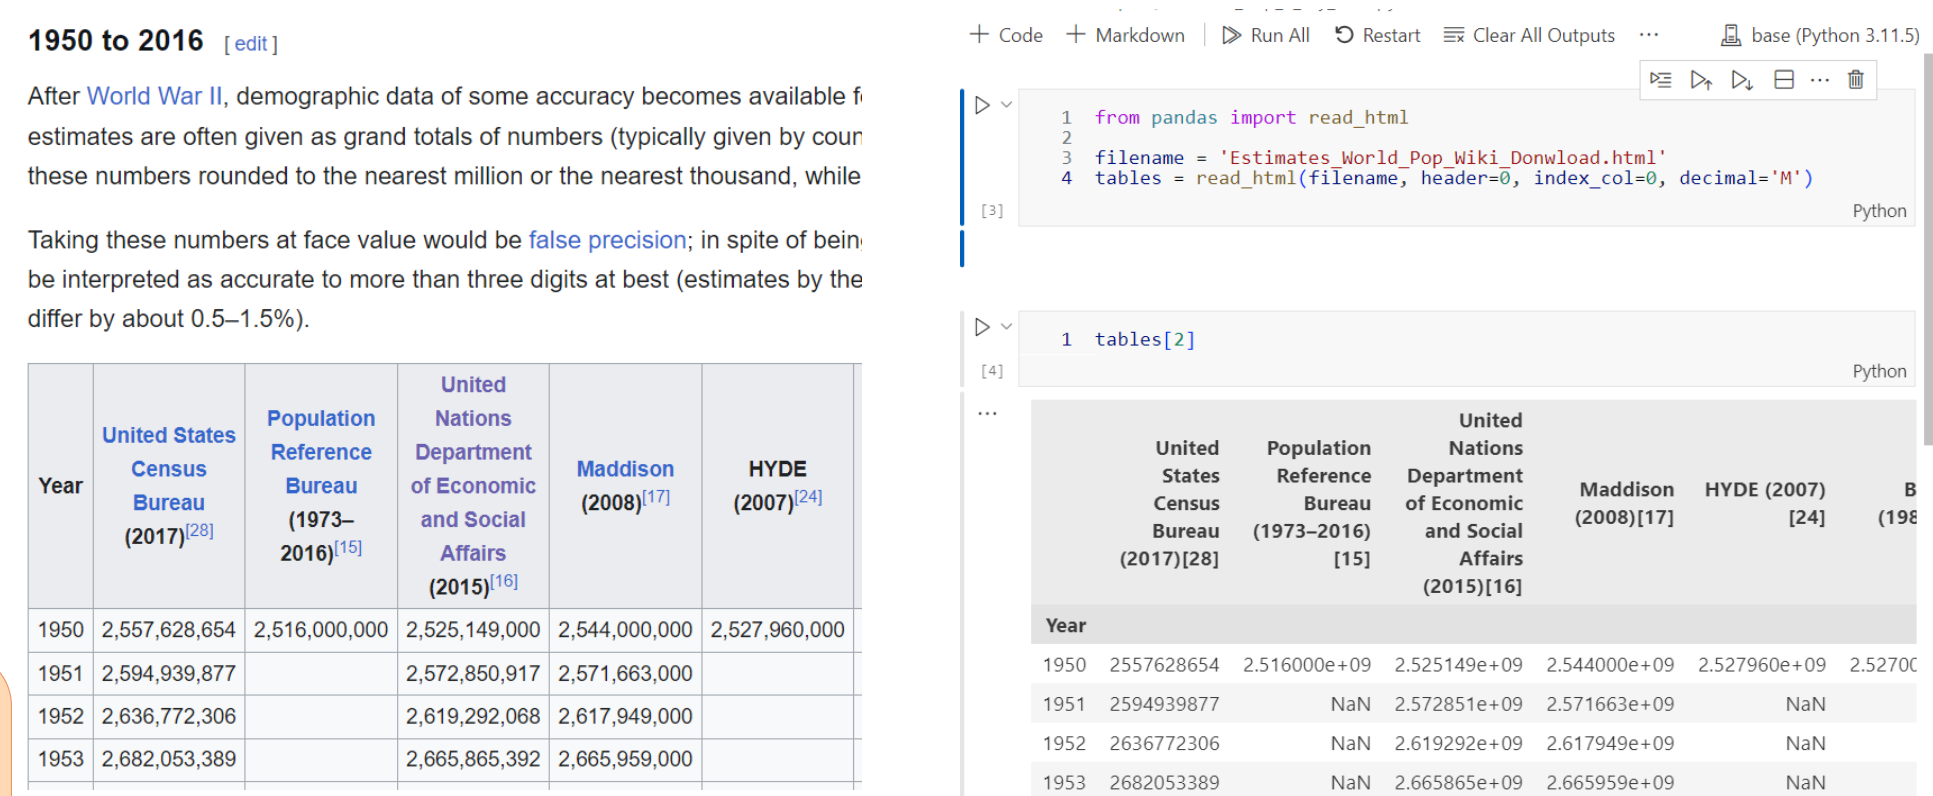 1950 to 2016 [ edit ]
After World War II, demographic data of some accuracy becomes available
estimates are often given as grand totals of numbers (typically given by coun
these numbers rounded to the nearest million or the nearest thousand, while
Taking these numbers at face value would be false precision; in spite of being
be interpreted as accurate to more than three digits at best (estimates by the
differ by about 0.5–1.5%).
Year
United States
Census
Bureau
(2017)[28]
Population
Reference
Bureau
(1973–
2016)[15]
United
Nations
Department
of Economic
and Social
Affairs
(2015)[16]
Maddison
(2008)[17]
HYDE
(2007)[24]
1950 2,557,628,654 2,516,000,000 2,525,149,000 2,544,000,000 2,527,960,000
1951 2,594,939,877 2,572,850,917 2,571,663,000
1952 2,636,772,306 2,619,292,068 2,617,949,000
1953 2,682,053,389 2,665,865,392 2,665,959,000
+ Code + Markdown Run All Restart Clear All Outputs ... base (Python 3.11.5)
1 from pandas import read_html
2
3 filename = 'Estimates_World_Pop_Wiki_Donwload.html'
4 tables = read_html(filename, header=0, index_col=0, decimal='M')
[3] Python
1 tables[2]
[4] Python
...
United
States
Census
Bureau
(2017)[28]
Population
Reference
Bureau
(1973–2016)
[15]
United
Nations
Department
of Economic
and Social
Affairs
(2015)[16]
Maddison
(2008)[17]
HYDE (2007)
[24]
B
(198
Year
1950 2557628654 2.516000e+09 2.525149e+09 2.544000e+09 2.527960e+09 2.52700
1951 2594939877 NaN 2.572851e+09 2.571663e+09 NaN
1952 2636772306 NaN 2.619292e+09 2.617949e+09 NaN
1953 2682053389 NaN 2.665865e+09 2.665959e+09 NaN